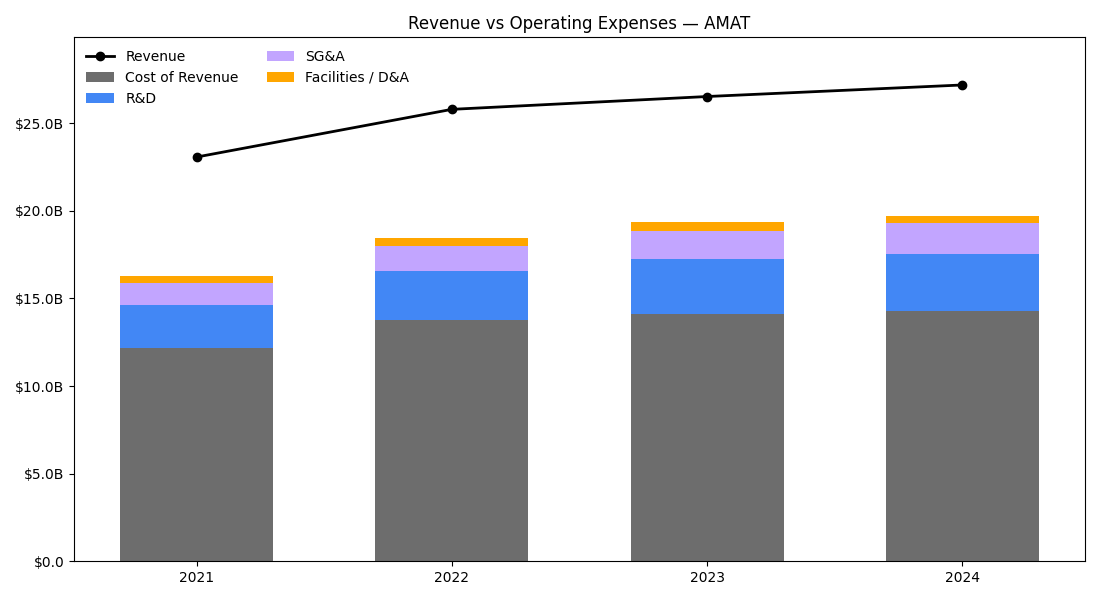 Revenue vs Operating Expenses — AMAT
Revenue
Cost of Revenue
R&D
SG&A
Facilities / D&A
$25.0B
$20.0B
$15.0B
$10.0B
$5.0B
$0.0
2021
2022
2023
2024